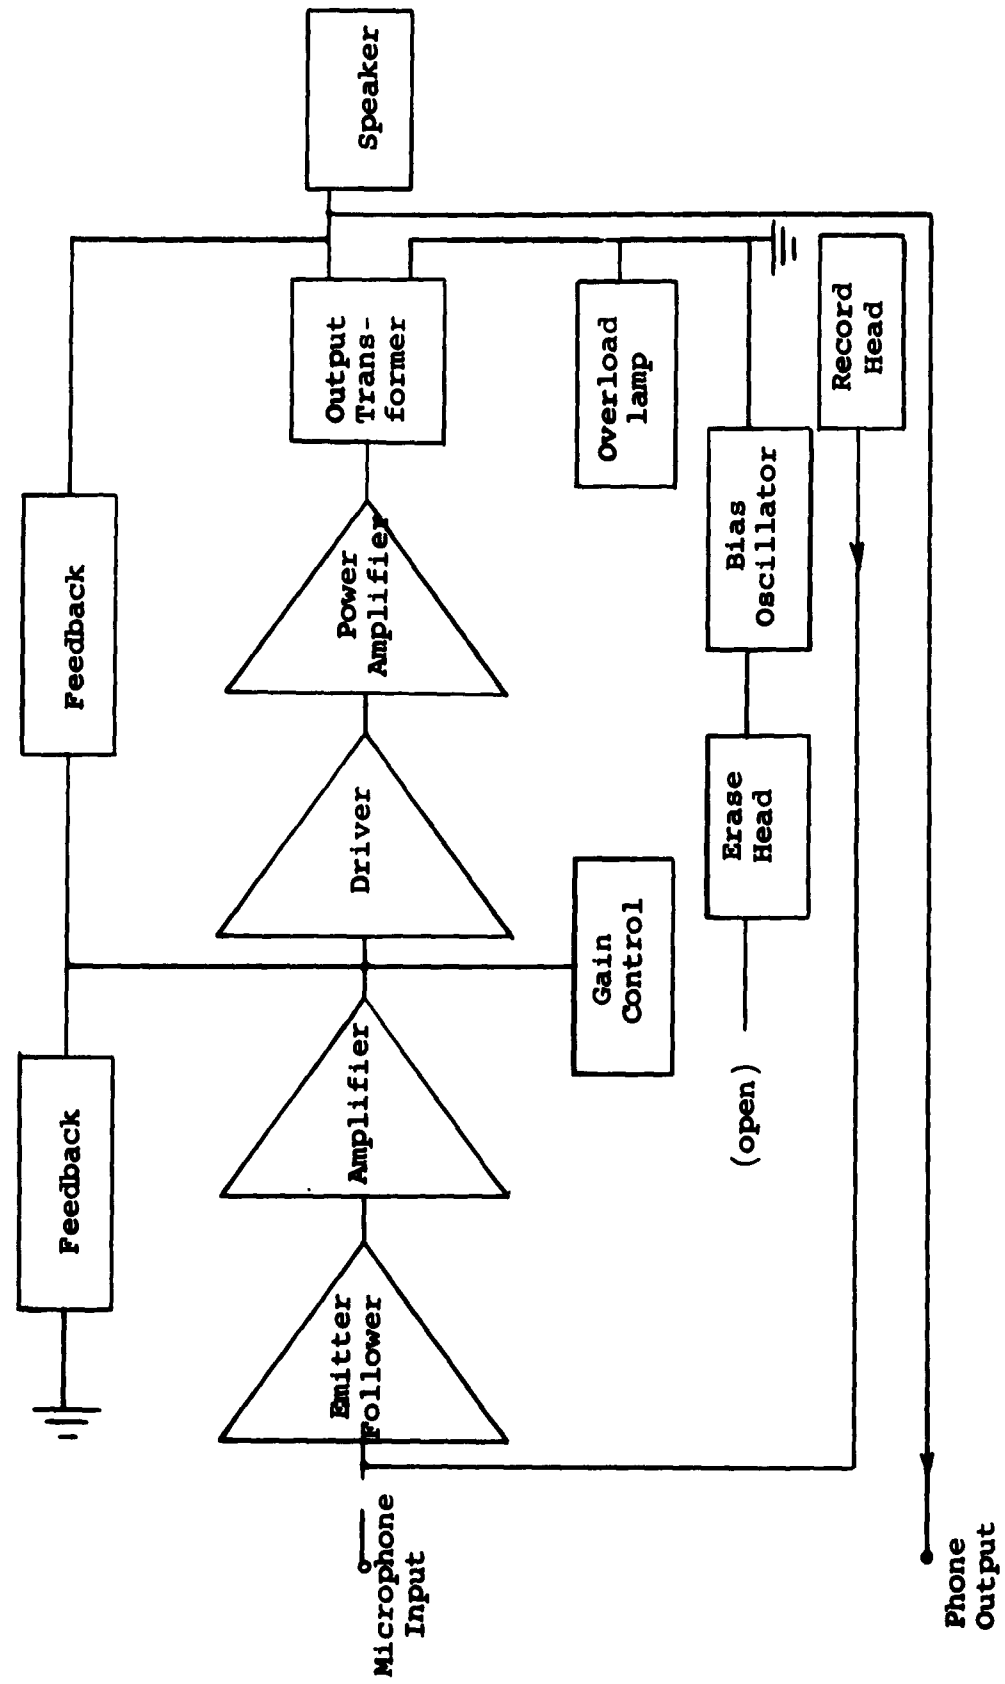 Feedback
Feedback
Emitter
Follower
Amplifier
Driver
Power
Amplifier
Output
Trans-
former
Speaker
Microphone
Input
Gain
Control
Overload
lamp
(open)
Erase
Head
Bias
Oscillator
Record
Head
Phone
Output